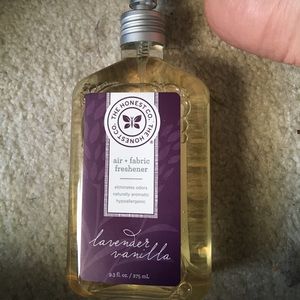 THE HONEST CO. THE HONEST CO.
air + fabric
freshener
eliminates odors
naturally aromatic
hypoallergenic
lavender
vanilla
9.3 fl. oz. / 275 mL